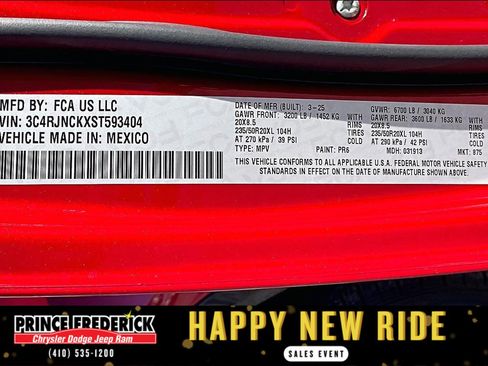 MFD BY: FCA US LLC
VIN: 3C4RJNCKXST593404
VEHICLE MADE IN: MEXICO
DATE OF MFR (BUILT): 3-25
GVWR: 6700 LB / 3040 KG
GAWR FRONT: 3200 LB / 1452 KG WITH
GAWR REAR: 3600 LB / 1633 KG WITH
20X8.5 RIMS
20X8.5 RIMS
235/50R20XL 104H TIRES
235/50R20XL 104H TIRES
AT 270 kPa / 39 PSI COLD
AT 290 kPa / 42 PSI COLD
THIS VEHICLE CONFORMS TO ALL APPLICABLE U.S.A. FEDERAL MOTOR VEHICLE SAFETY
STANDARDS IN EFFECT ON THE DATE OF MANUFACTURE SHOWN ABOVE.
TYPE: MPV PAINT: PR6 MDH: 031913 MKT: 875
PRINCE FREDERICK
Chrysler Dodge Jeep Ram
(410) 535-1200
HAPPY NEW RIDE
SALES EVENT